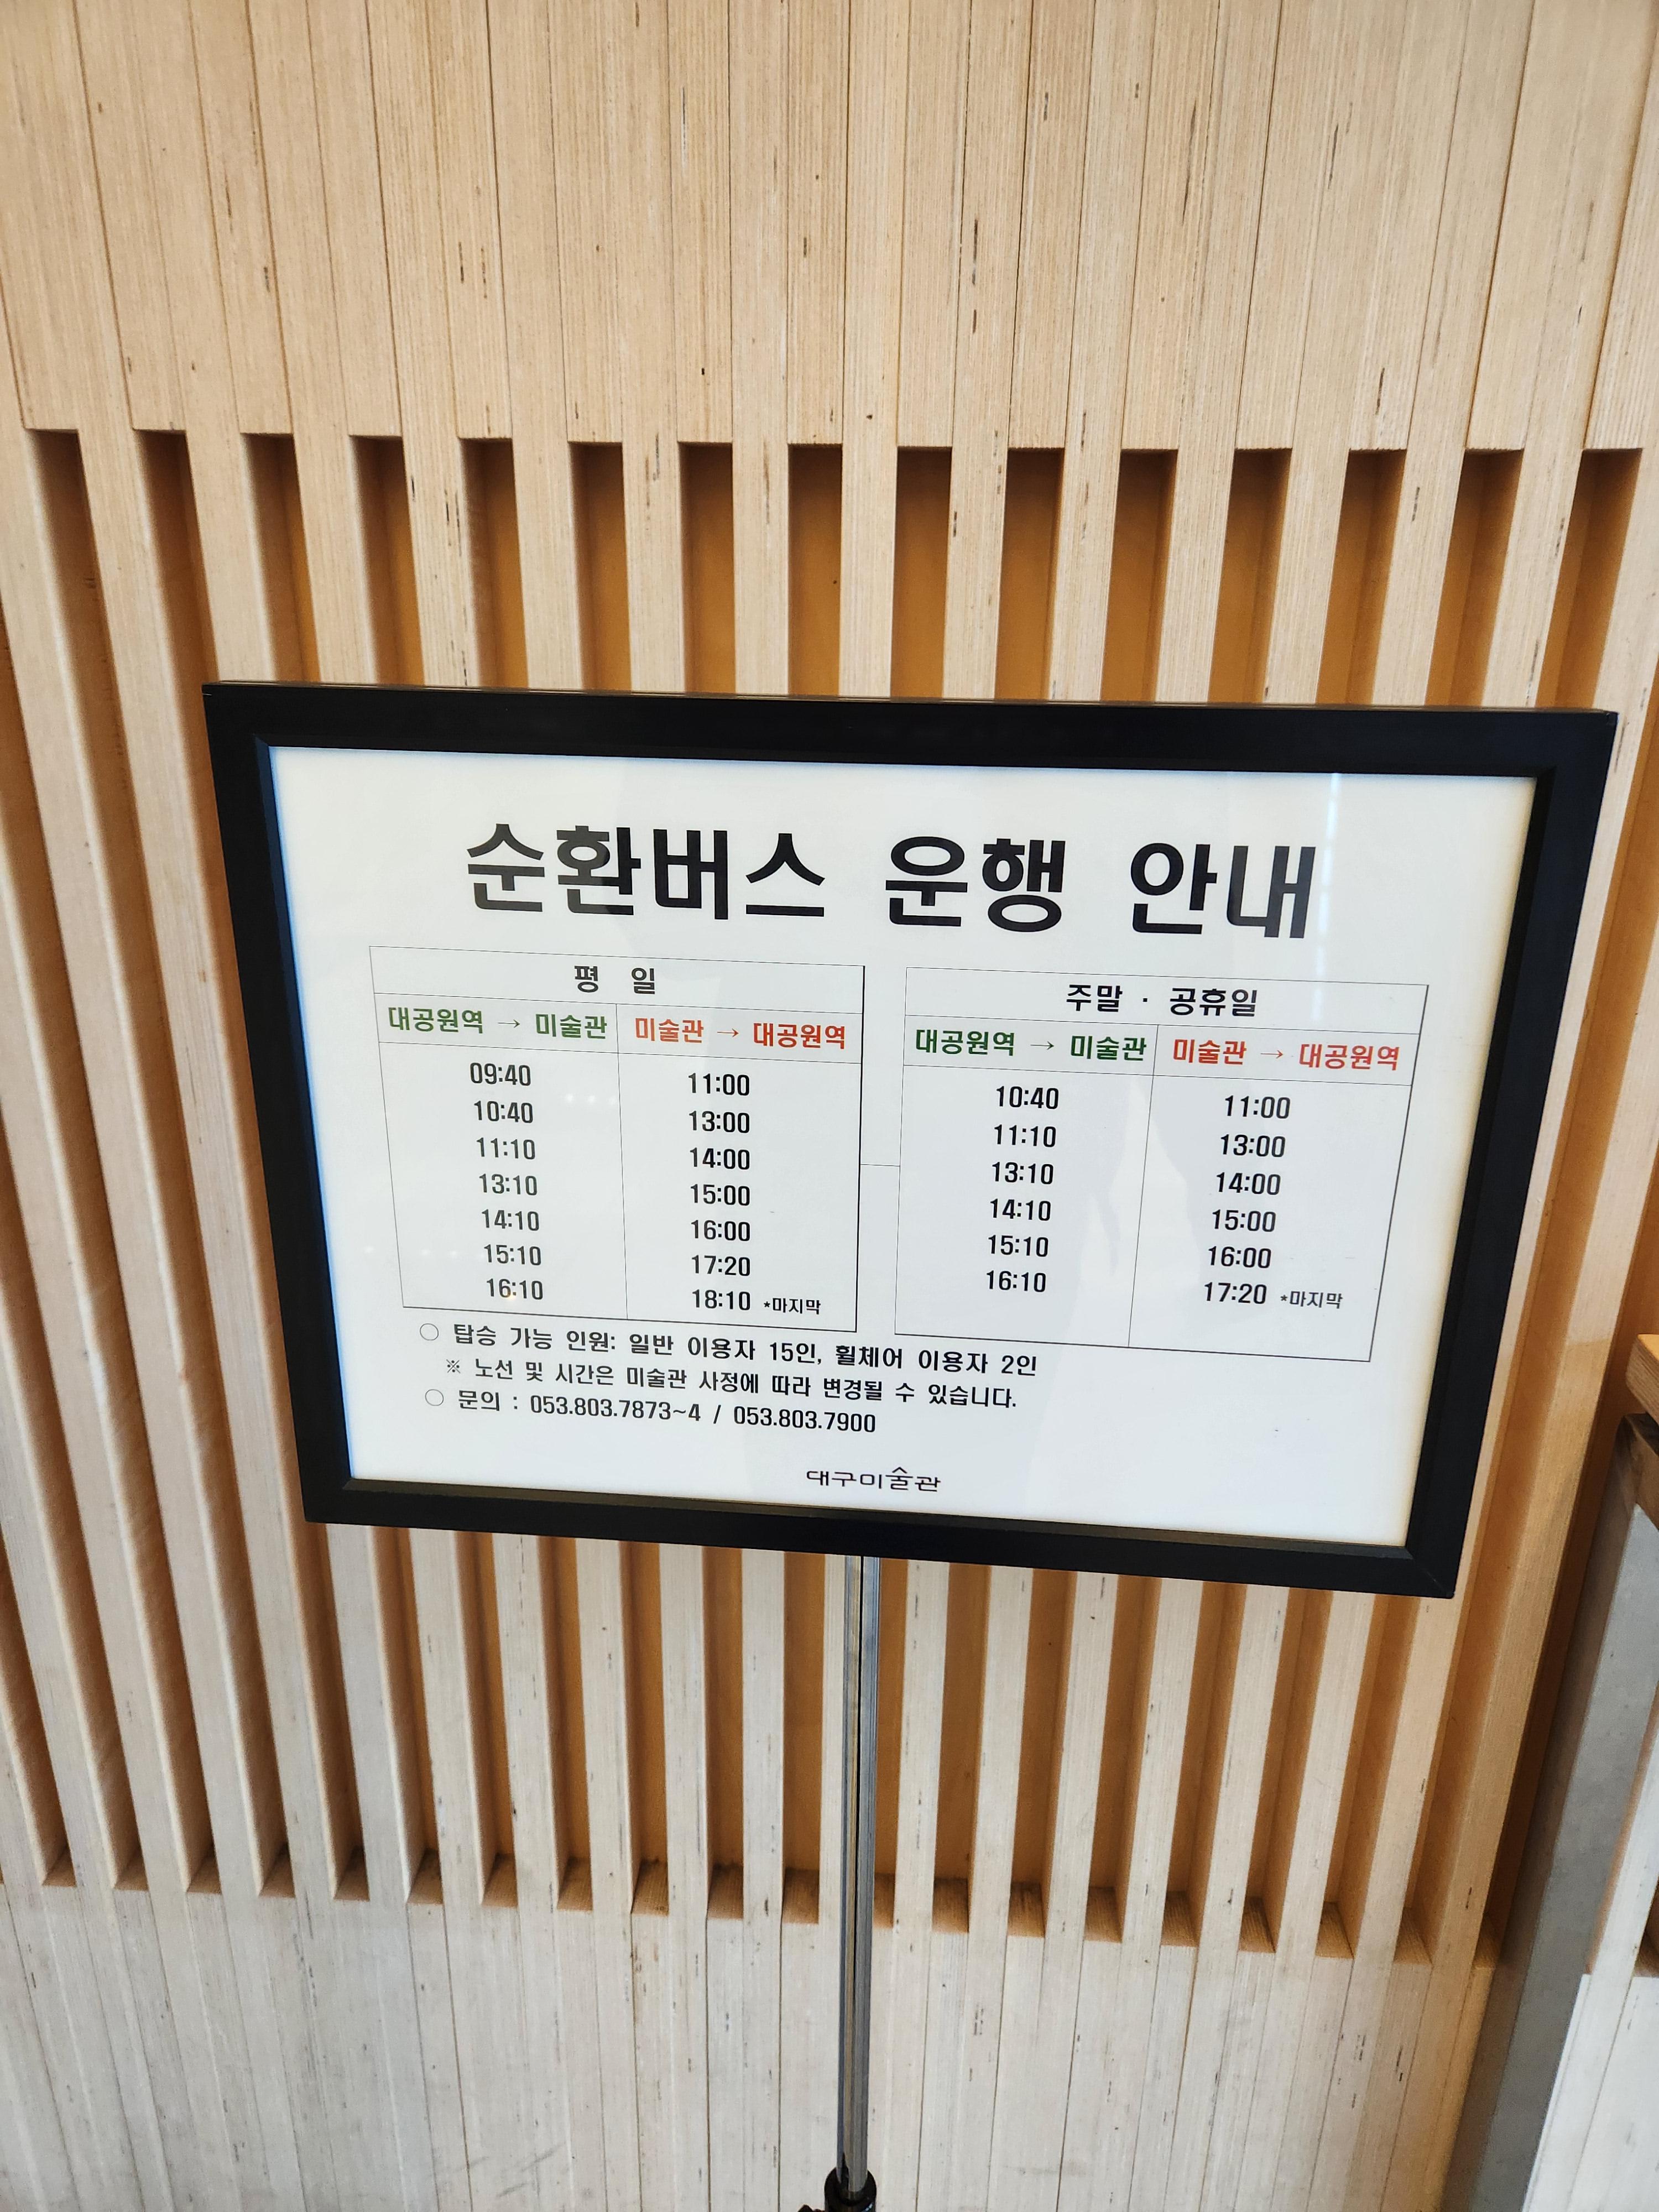 순환버스 운행 안내
평 일
대공원역 → 미술관 미술관 → 대공원역
09:40 11:00
10:40 13:00
11:10 14:00
13:10 15:00
14:10 16:00
15:10 17:20
16:10 18:10 *마지막
주말 · 공휴일
대공원역 → 미술관 미술관 → 대공원역
10:40 11:00
11:10 13:00
13:10 14:00
14:10 15:00
15:10 16:00
16:10 17:20 *마지막
○ 탑승 가능 인원: 일반 이용자 15인, 휠체어 이용자 2인
※ 노선 및 시간은 미술관 사정에 따라 변경될 수 있습니다.
○ 문의 : 053.803.7873~4 / 053.803.7900
대구미술관